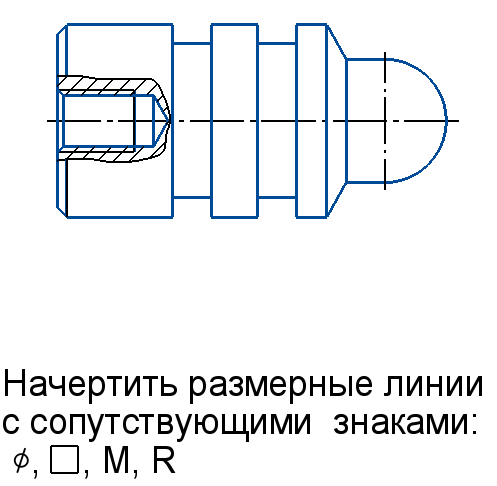 Начертить размерные линии
с сопутствующими знаками:
⌀, □, М, R